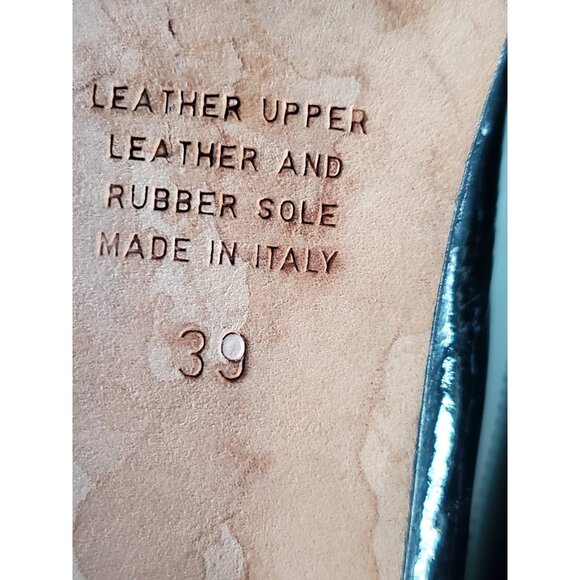 LEATHER UPPER
LEATHER AND
RUBBER SOLE
MADE IN ITALY
39